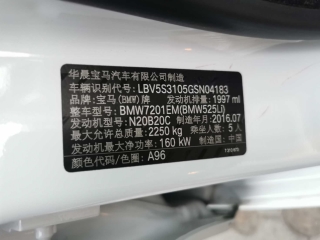 华晨宝马汽车有限公司制造
车辆识别代号:LBV5S3105GSN04183
品牌:宝马(BMW)牌 发动机排量:1997 ml
整车型号:BMW7201EM(BMW525Li)
发动机型号:N20B20C 制造年月:2016.07
最大允许总质量:2250 kg 乘坐人数:5 人
发动机最大净功率:160 kW 制造国:中国
颜色代码/色圈:A96